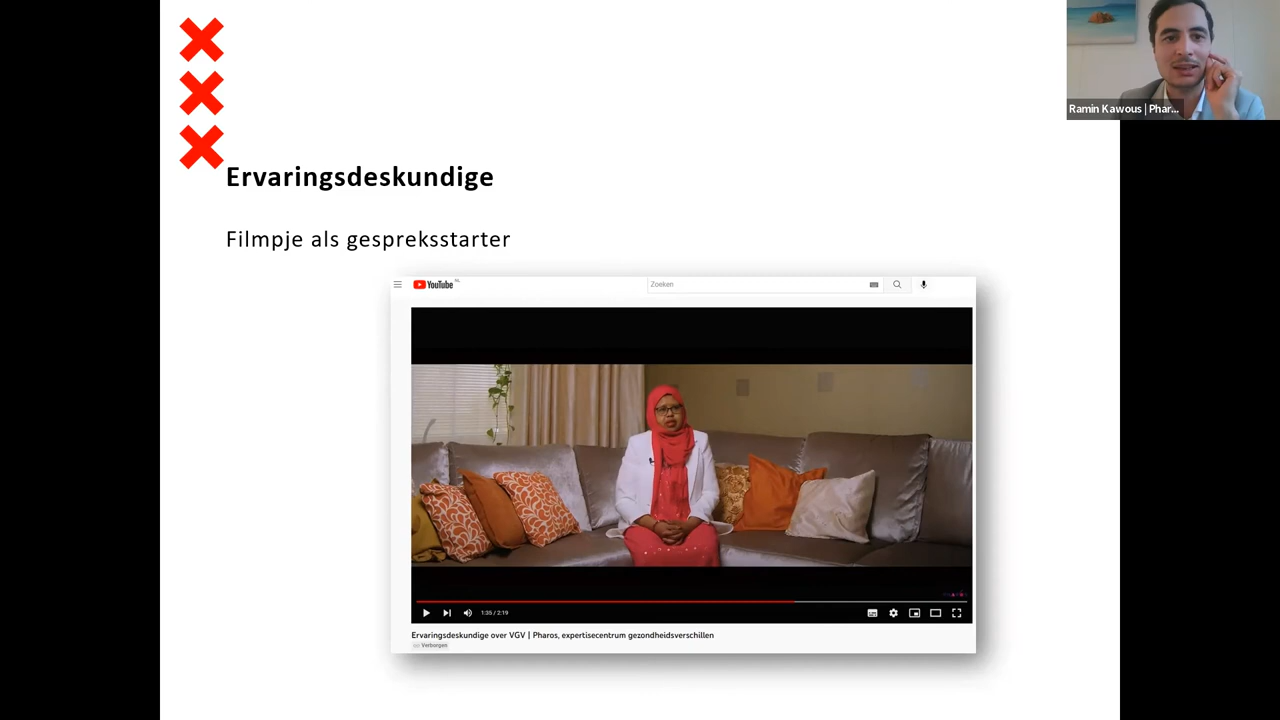 Ramin Kawous | Phar...
Ervaringsdeskundige
Filmpje als gespreksstarter
YouTube NL
Zoeken
1:35 / 2:19
Ervaringsdeskundige over VGV | Pharos, expertisecentrum gezondheidsverschillen
Verborgen